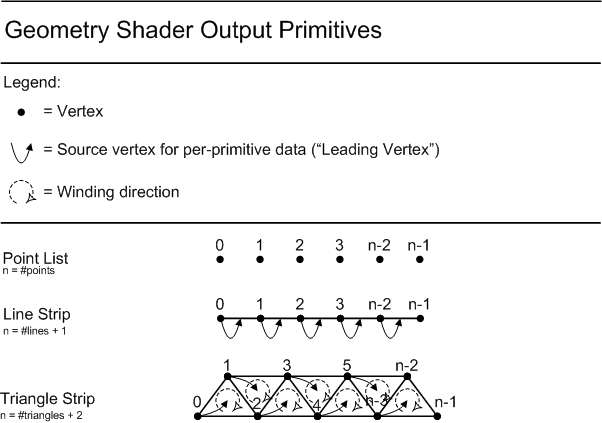 Geometry Shader Output Primitives
Legend:
= Vertex
= Source vertex for per-primitive data (“Leading Vertex”)
= Winding direction
0 1 2 3 n-2 n-1
Point List
n = #points
0 1 2 3 n-2 n-1
Line Strip
n = #lines + 1
1 3 5 n-2
Triangle Strip
0 2 4 n-3 n-1
n = #triangles + 2